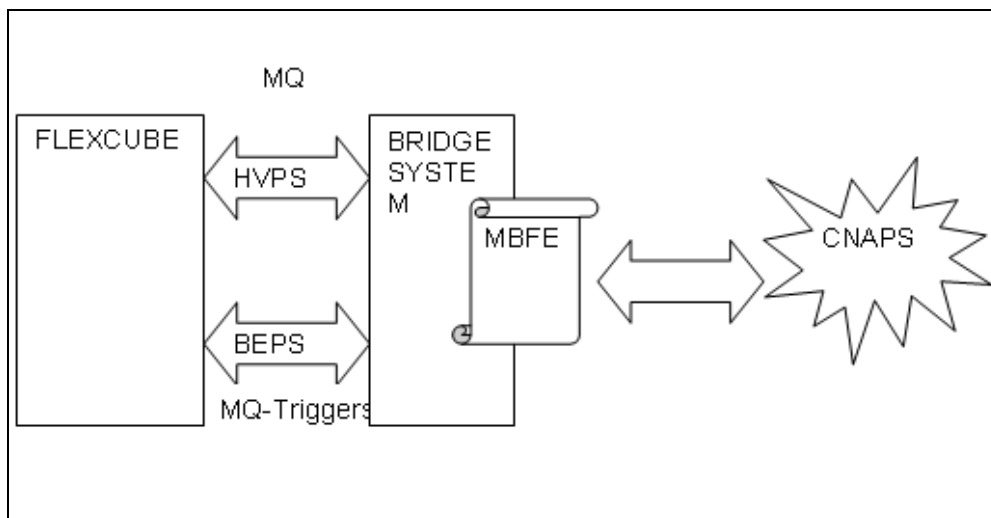 MQ
FLEXCUBE
HVPS
BRIDGE
SYSTE
M
MBFE
CNAPS
BEPS
MQ-Triggers